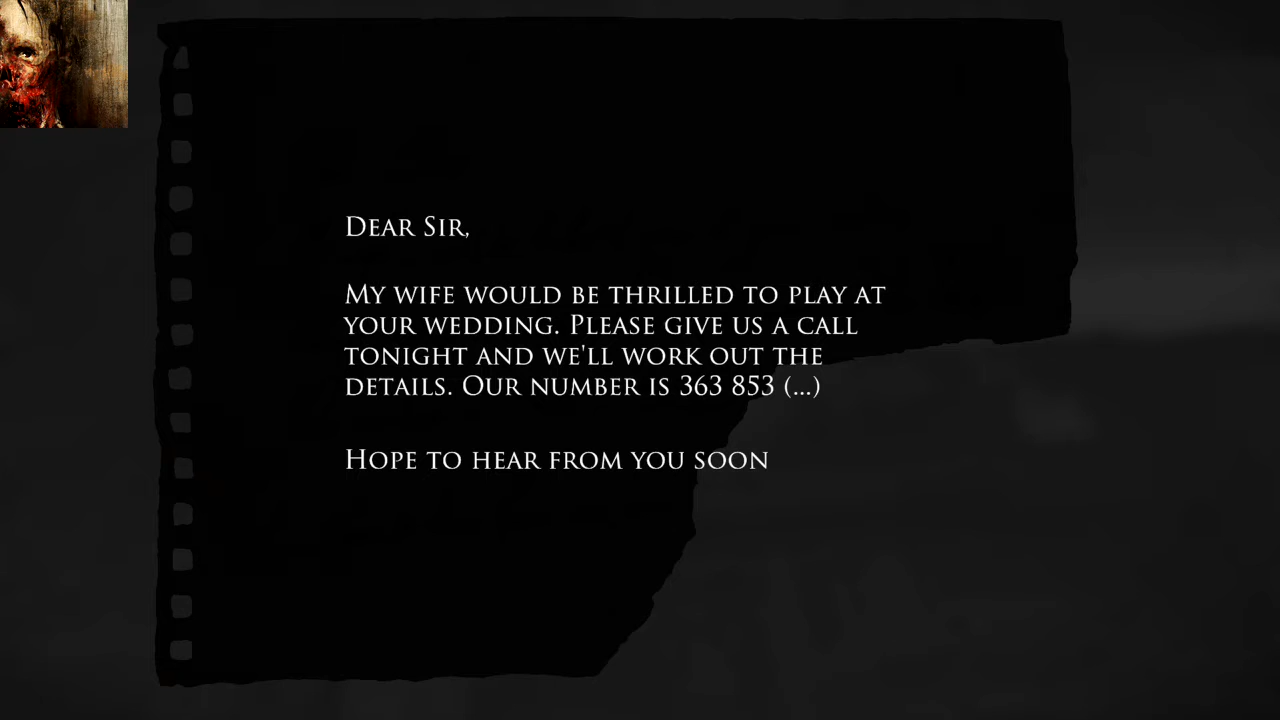 Dear Sir,
My wife would be thrilled to play at
your wedding. Please give us a call
tonight and we'll work out the
details. Our number is 363 853 (...)
Hope to hear from you soon